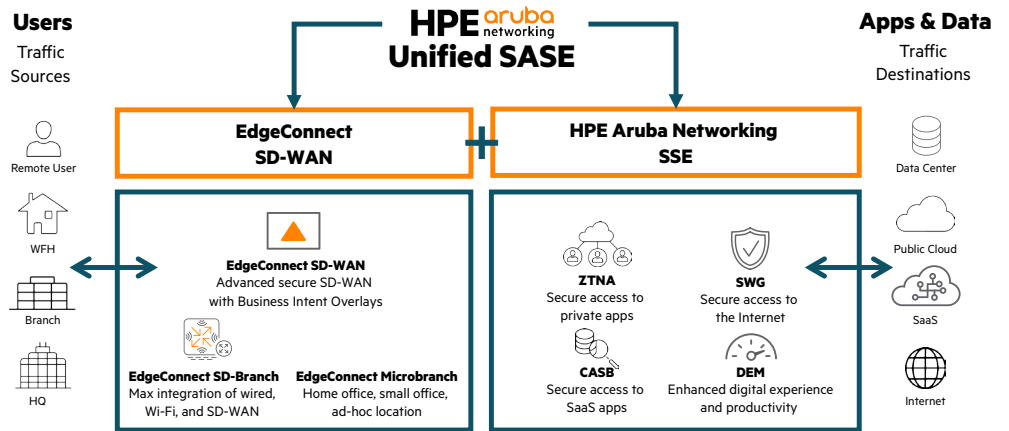 Users
Traffic
Sources
Remote User
WFH
Branch
HQ
HPE aruba
networking
Unified SASE
EdgeConnect
SD-WAN
+
HPE Aruba Networking
SSE
EdgeConnect SD-WAN
Advanced secure SD-WAN
with Business Intent Overlays
EdgeConnect SD-Branch
Max integration of wired,
Wi-Fi, and SD-WAN
EdgeConnect Microbranch
Home office, small office,
ad-hoc location
ZTNA
Secure access to
private apps
SWG
Secure access to
the Internet
CASB
Secure access to
SaaS apps
DEM
Enhanced digital experience
and productivity
Apps & Data
Traffic
Destinations
Data Center
Public Cloud
SaaS
Internet